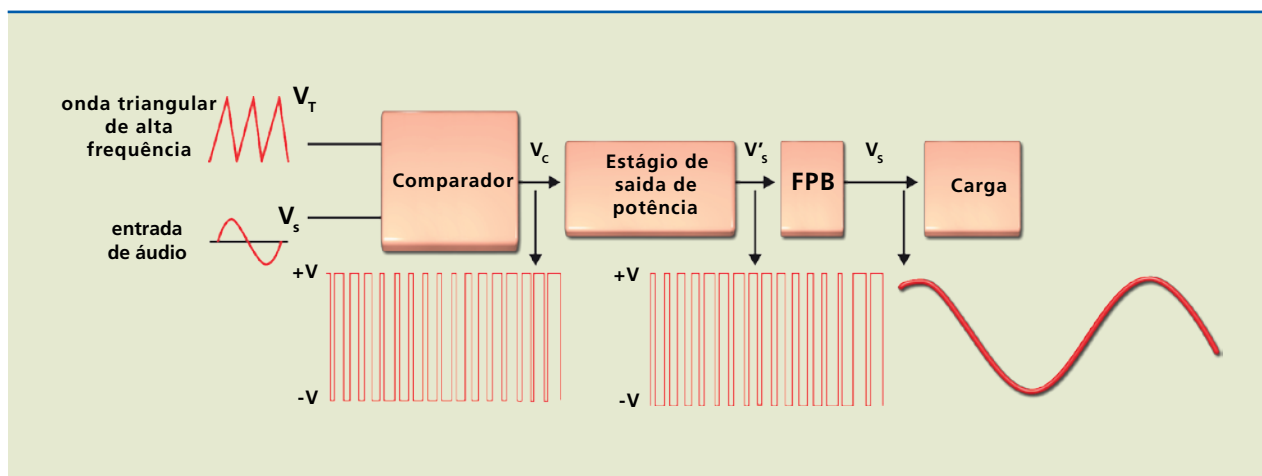 onda triangular
de alta
frequência
V_T
entrada
de áudio
V_s
Comparador
V_C
Estágio de
saida de
potência
V'_s
FPB
V_s
Carga
+V
-V
+V
-V